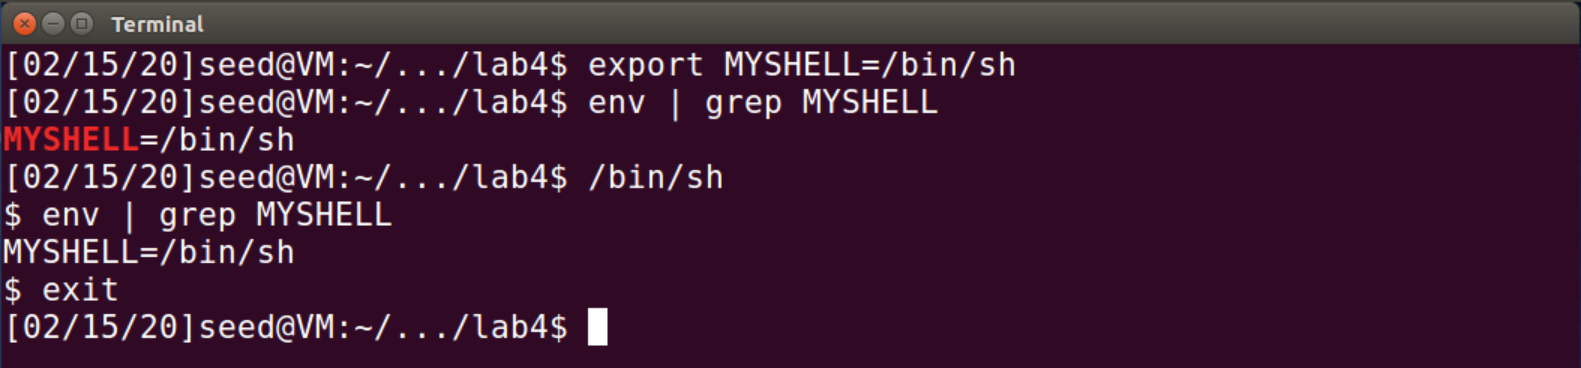 Terminal
[02/15/20]seed@VM:~/.../lab4$ export MYSHELL=/bin/sh
[02/15/20]seed@VM:~/.../lab4$ env | grep MYSHELL
MYSHELL=/bin/sh
[02/15/20]seed@VM:~/.../lab4$ /bin/sh
$ env | grep MYSHELL
MYSHELL=/bin/sh
$ exit
[02/15/20]seed@VM:~/.../lab4$